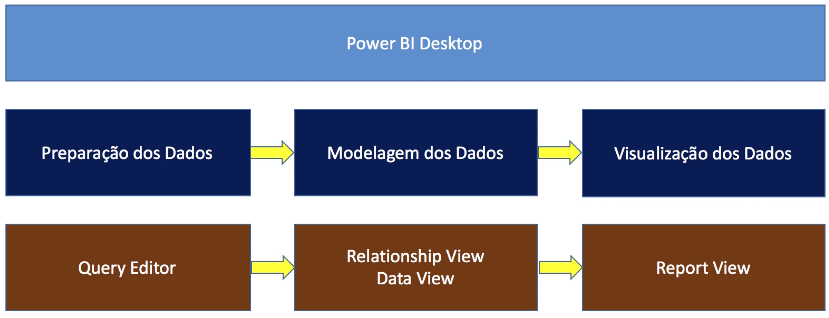 Power BI Desktop
Preparação dos Dados
Modelagem dos Dados
Visualização dos Dados
Query Editor
Relationship View
Data View
Report View